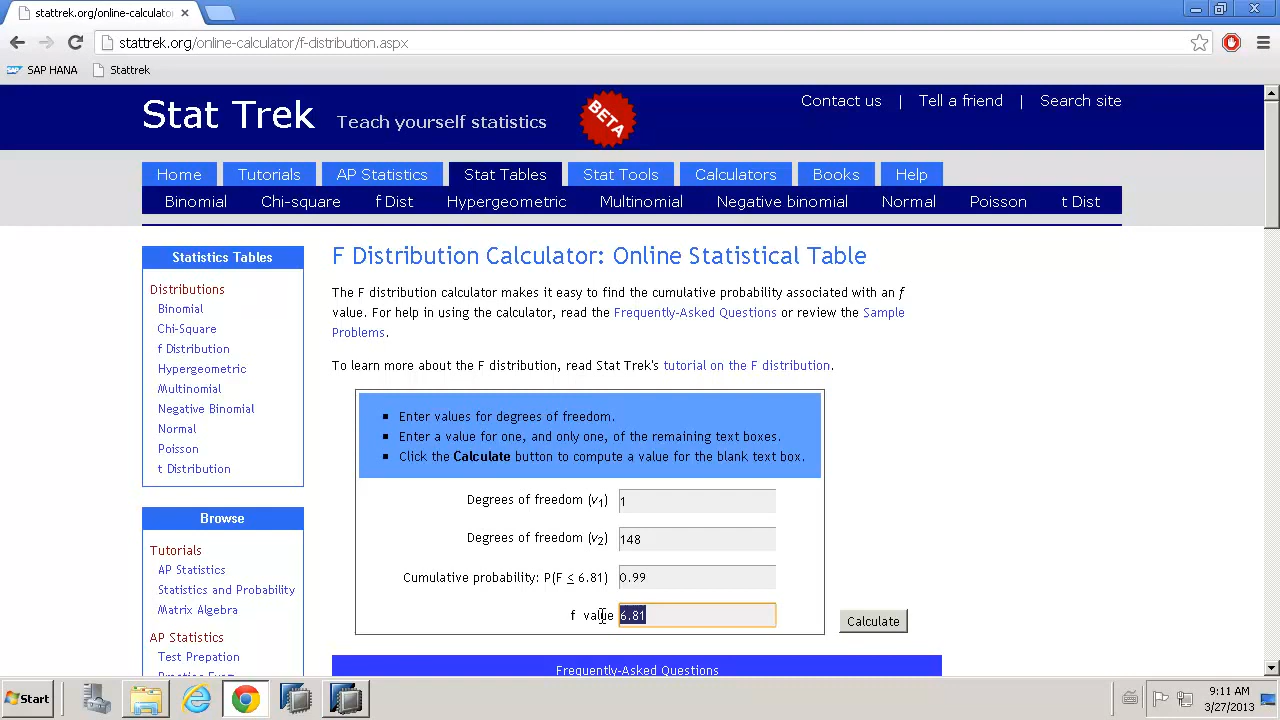 stattrek.org/online-calculato
stattrek.org/online-calculator/f-distribution.aspx
SAP HANA
Stattrek
Stat Trek
Teach yourself statistics
BETA
Contact us | Tell a friend | Search site
Home
Tutorials
AP Statistics
Stat Tables
Stat Tools
Calculators
Books
Help
Binomial
Chi-square
f Dist
Hypergeometric
Multinomial
Negative binomial
Normal
Poisson
t Dist
Statistics Tables
Distributions
Binomial
Chi-Square
f Distribution
Hypergeometric
Multinomial
Negative Binomial
Normal
Poisson
t Distribution
Browse
Tutorials
AP Statistics
Statistics and Probability
Matrix Algebra
AP Statistics
Test Prepation
F Distribution Calculator: Online Statistical Table
The F distribution calculator makes it easy to find the cumulative probability associated with an f
value. For help in using the calculator, read the Frequently-Asked Questions or review the Sample
Problems.
To learn more about the F distribution, read Stat Trek's tutorial on the F distribution.
Enter values for degrees of freedom.
Enter a value for one, and only one, of the remaining text boxes.
Click the Calculate button to compute a value for the blank text box.
Degrees of freedom (v1) 1
Degrees of freedom (v2) 148
Cumulative probability: P(F ≤ 6.81) 0.99
f value 6.81
Calculate
Frequently-Asked Questions
Start
9:11 AM
3/27/2013